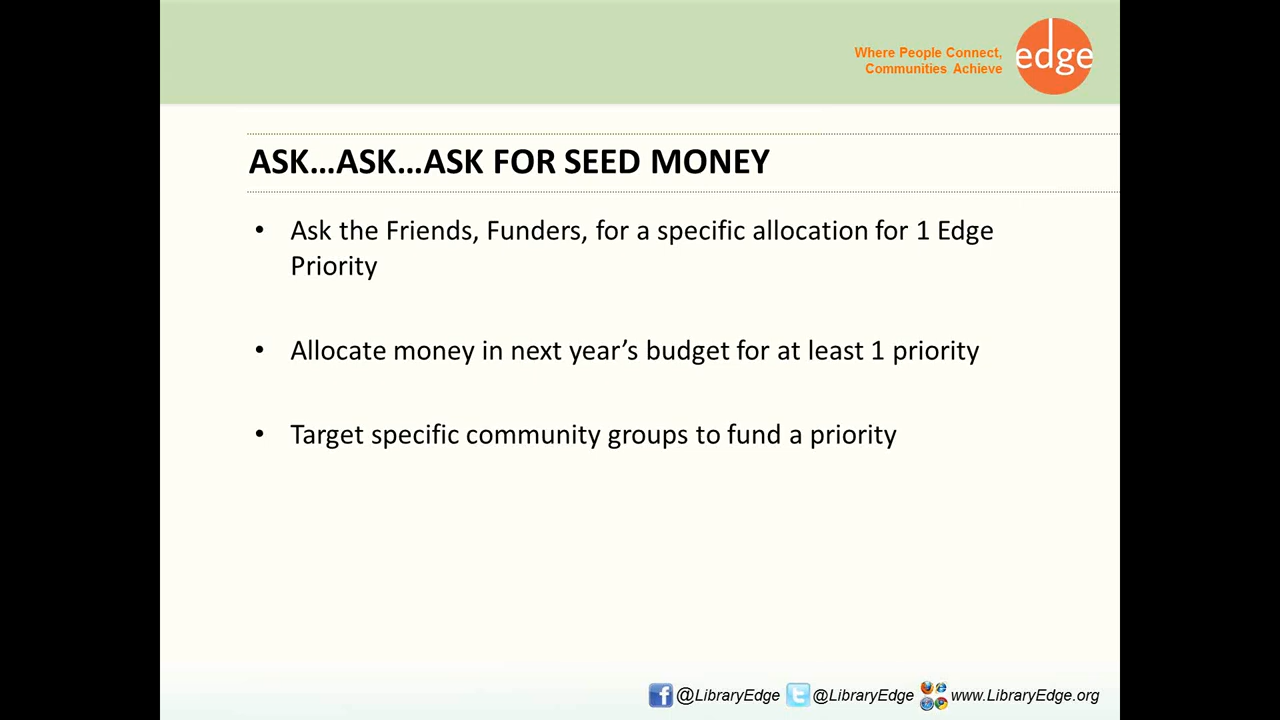 Where People Connect,
Communities Achieve
edge
ASK…ASK…ASK FOR SEED MONEY
• Ask the Friends, Funders, for a specific allocation for 1 Edge
Priority
• Allocate money in next year’s budget for at least 1 priority
• Target specific community groups to fund a priority
@LibraryEdge @LibraryEdge www.LibraryEdge.org